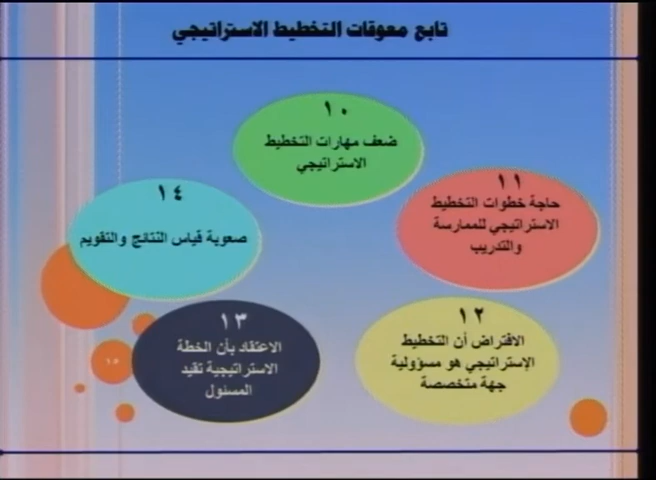 تابع معوقات التخطيط الاستراتيجي
١٠
ضعف مهارات التخطيط
الاستراتيجي
١١
حاجة خطوات التخطيط
الاستراتيجي للممارسة
والتدريب
١٢
الافتراض أن التخطيط
الإستراتيجي هو مسؤولية
جهة متخصصة
١٣
الاعتقاد بأن الخطة
الاستراتيجية تقيد
المسئول
١٤
صعوبة قياس النتائج والتقويم
١٥